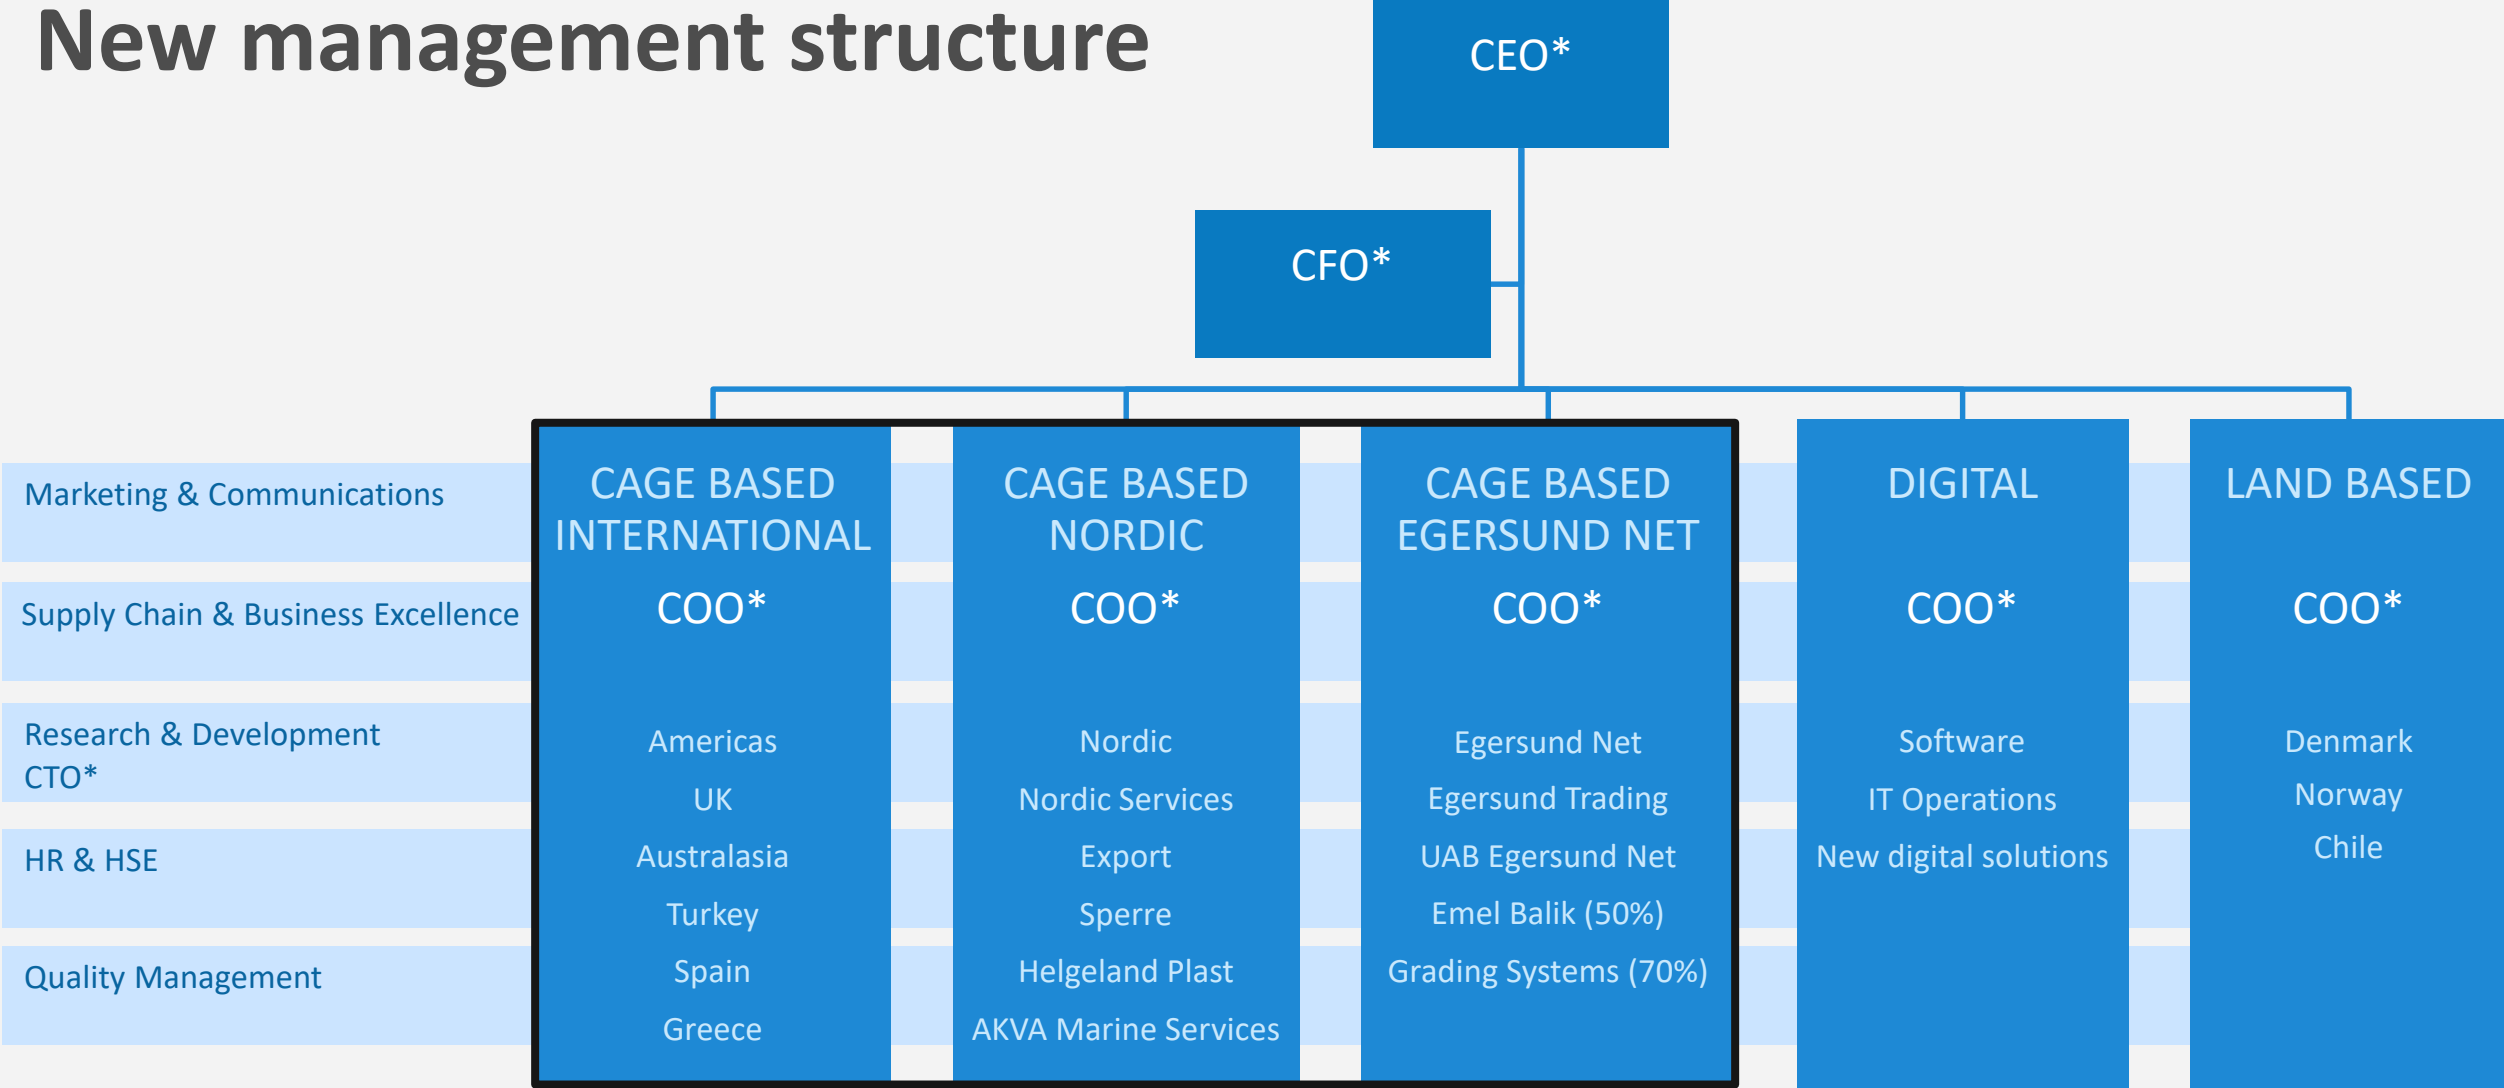 New management structure
CEO*
CFO*
Marketing & Communications
Supply Chain & Business Excellence
Research & Development
CTO*
HR & HSE
Quality Management
CAGE BASED
INTERNATIONAL
COO*
Americas
UK
Australasia
Turkey
Spain
Greece
CAGE BASED
NORDIC
COO*
Nordic
Nordic Services
Export
Sperre
Helgeland Plast
AKVA Marine Services
CAGE BASED
EGERSUND NET
COO*
Egersund Net
Egersund Trading
UAB Egersund Net
Emel Balik (50%)
Grading Systems (70%)
DIGITAL
COO*
Software
IT Operations
New digital solutions
LAND BASED
COO*
Denmark
Norway
Chile